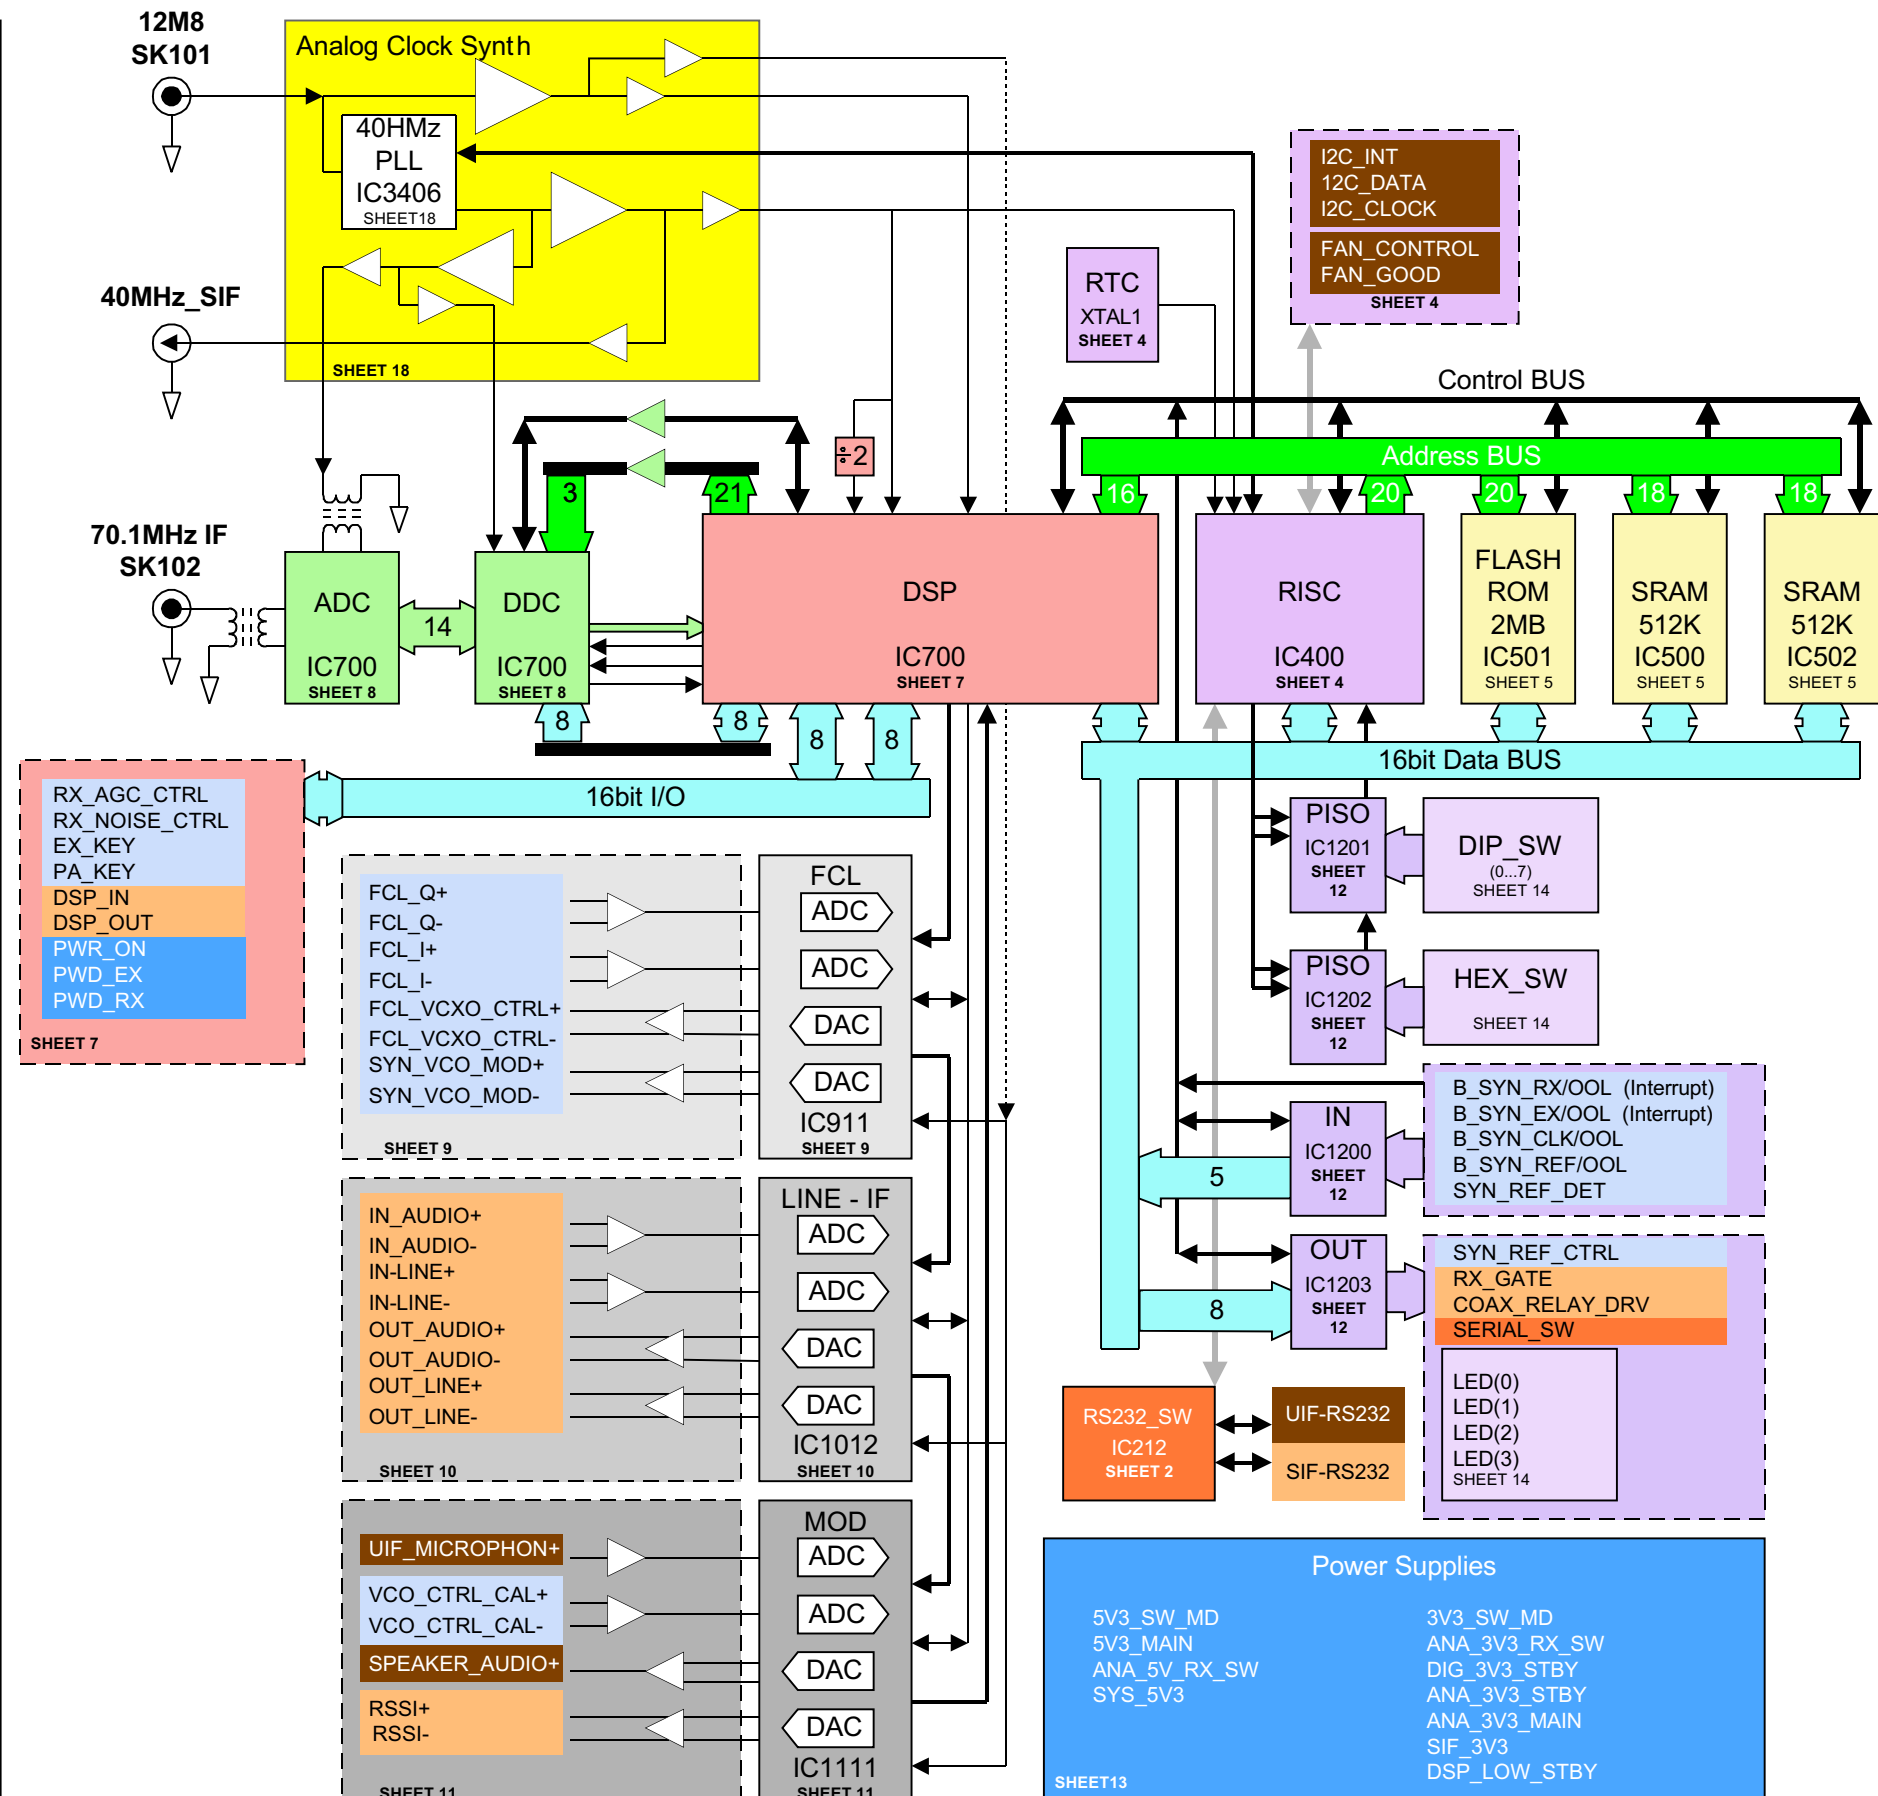 12M8
SK101
Analog Clock Synth
40HMz
PLL
IC3406
SHEET18
40MHz_SIF
SHEET 18
I2C_INT
12C_DATA
I2C_CLOCK
FAN_CONTROL
FAN_GOOD
SHEET 4
RTC
XTAL1
SHEET 4
Control BUS
Address BUS
÷2
3
21
16
20
20
18
18
70.1MHz IF
SK102
ADC
IC700
SHEET 8
14
DDC
IC700
SHEET 8
DSP
IC700
SHEET 7
RISC
IC400
SHEET 4
FLASH
ROM
2MB
IC501
SHEET 5
SRAM
512K
IC500
SHEET 5
SRAM
512K
IC502
SHEET 5
8
8
8
8
16bit Data BUS
16bit I/O
RX_AGC_CTRL
RX_NOISE_CTRL
EX_KEY
PA_KEY
DSP_IN
DSP_OUT
PWR_ON
PWD_EX
PWD_RX
SHEET 7
FCL_Q+
FCL_Q-
FCL_I+
FCL_I-
FCL_VCXO_CTRL+
FCL_VCXO_CTRL-
SYN_VCO_MOD+
SYN_VCO_MOD-
SHEET 9
FCL
ADC
ADC
DAC
DAC
IC911
SHEET 9
PISO
IC1201
SHEET
12
DIP_SW
(0...7)
SHEET 14
PISO
IC1202
SHEET
12
HEX_SW
SHEET 14
IN
IC1200
SHEET
12
5
B_SYN_RX/OOL (Interrupt)
B_SYN_EX/OOL (Interrupt)
B_SYN_CLK/OOL
B_SYN_REF/OOL
SYN_REF_DET
IN_AUDIO+
IN_AUDIO-
IN-LINE+
IN-LINE-
OUT_AUDIO+
OUT_AUDIO-
OUT_LINE+
OUT_LINE-
SHEET 10
LINE - IF
ADC
ADC
DAC
DAC
IC1012
SHEET 10
8
OUT
IC1203
SHEET
12
SYN_REF_CTRL
RX_GATE
COAX_RELAY_DRV
SERIAL_SW
LED(0)
LED(1)
LED(2)
LED(3)
SHEET 14
RS232_SW
IC212
SHEET 2
UIF-RS232
SIF-RS232
UIF_MICROPHON+
VCO_CTRL_CAL+
VCO_CTRL_CAL-
SPEAKER_AUDIO+
RSSI+
RSSI-
SHEET 11
MOD
ADC
ADC
DAC
DAC
IC1111
SHEET 11
Power Supplies
5V3_SW_MD
5V3_MAIN
ANA_5V_RX_SW
SYS_5V3
3V3_SW_MD
ANA_3V3_RX_SW
DIG_3V3_STBY
ANA_3V3_STBY
ANA_3V3_MAIN
SIF_3V3
DSP_LOW_STBY
SHEET13